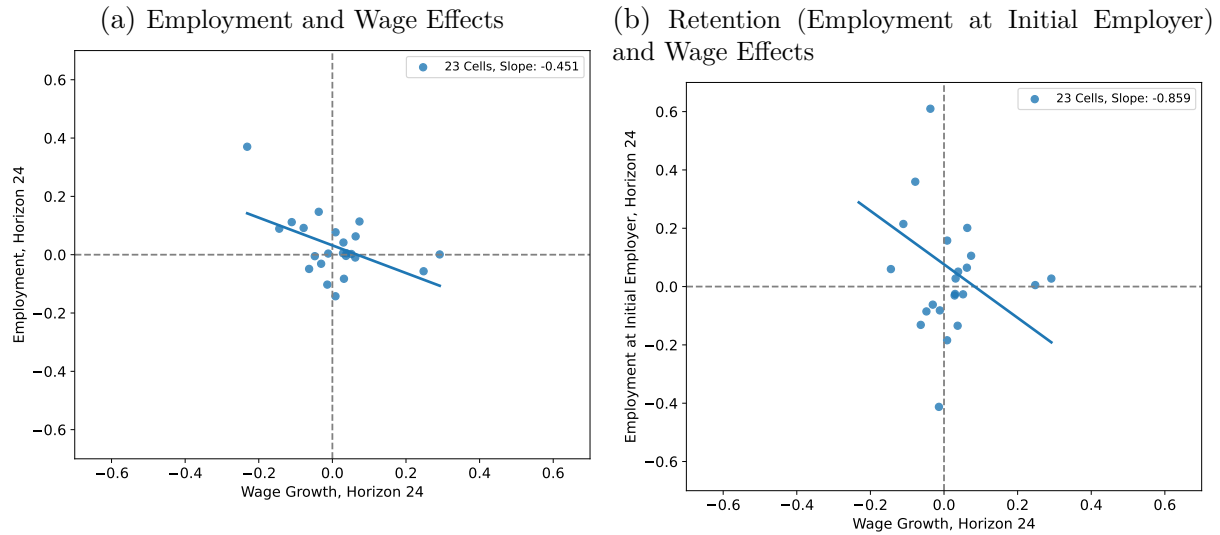 (a) Employment and Wage Effects
23 Cells, Slope: -0.451
0.6
0.4
0.2
0.0
−0.2
−0.4
−0.6
Employment, Horizon 24
−0.6 −0.4 −0.2 0.0 0.2 0.4 0.6
Wage Growth, Horizon 24
(b) Retention (Employment at Initial Employer)
and Wage Effects
23 Cells, Slope: -0.859
0.6
0.4
0.2
0.0
−0.2
−0.4
−0.6
Employment at Initial Employer, Horizon 24
−0.6 −0.4 −0.2 0.0 0.2 0.4 0.6
Wage Growth, Horizon 24